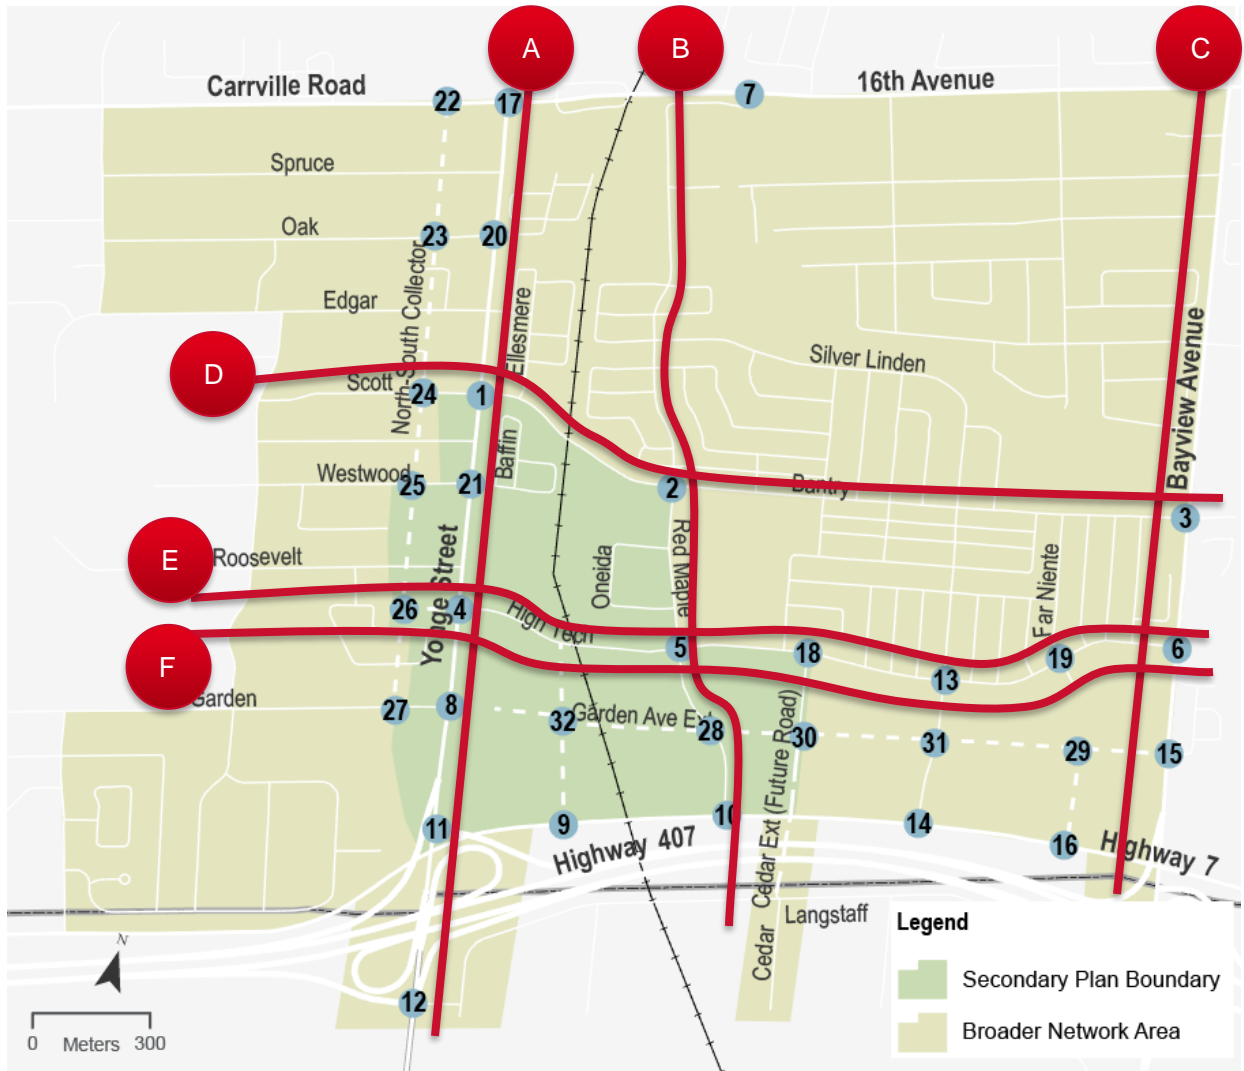 A
B
C
Carrville Road
22
17
7
16th Avenue
Spruce
Oak
23
20
North-South Collector
Edgar
Ellesmere
D
Scott
24
1
Silver Linden
Bayview Avenue
Baffin
Westwood
25
21
2
Bantry
3
Yonge Street
E
Roosevelt
Oneida
Red Maple
Far Niente
26
4
High Tech
F
5
18
13
19
6
Garden
27
8
32
Garden Ave Ext
28
30
31
29
15
Cedar Ext (Future Road)
11
9
10
14
16
Highway 407
Highway 7
Cedar
Langstaff
12
N
0 Meters 300
Legend
Secondary Plan Boundary
Broader Network Area